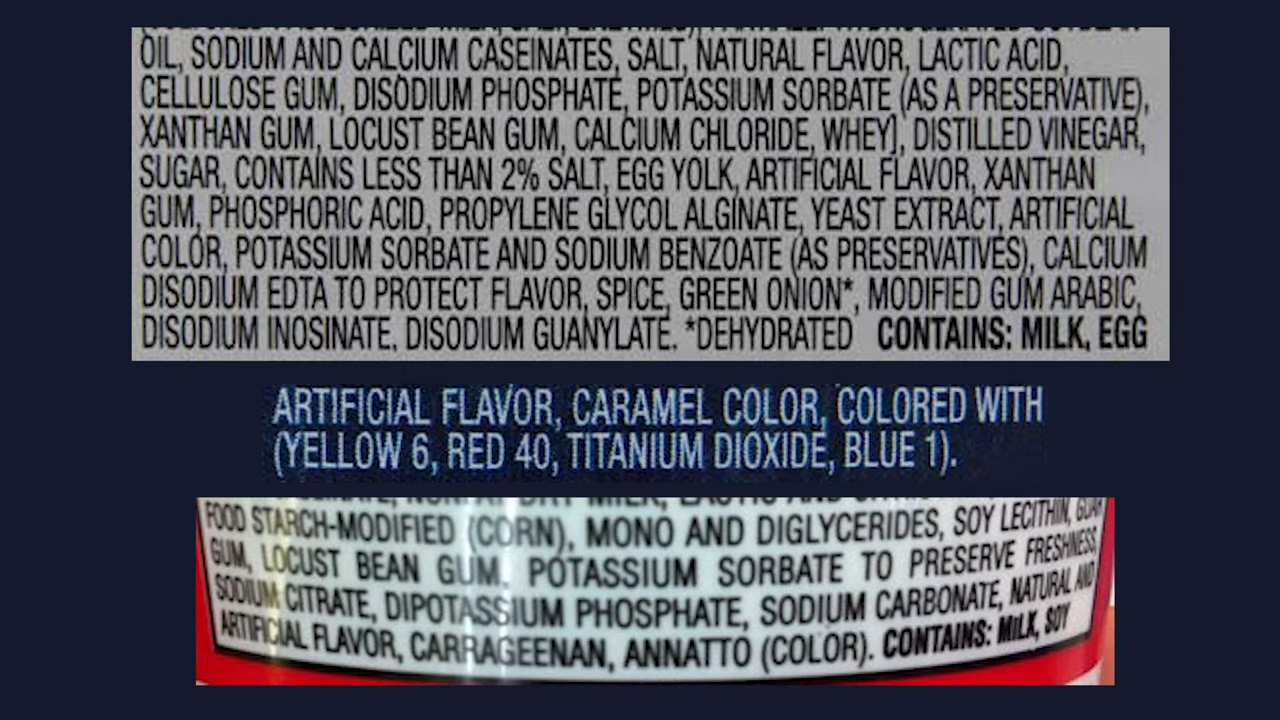 OIL, SODIUM AND CALCIUM CASEINATES, SALT, NATURAL FLAVOR, LACTIC ACID,
CELLULOSE GUM, DISODIUM PHOSPHATE, POTASSIUM SORBATE (AS A PRESERVATIVE),
XANTHAN GUM, LOCUST BEAN GUM, CALCIUM CHLORIDE, WHEY], DISTILLED VINEGAR,
SUGAR, CONTAINS LESS THAN 2% SALT, EGG YOLK, ARTIFICIAL FLAVOR, XANTHAN
GUM, PHOSPHORIC ACID, PROPYLENE GLYCOL ALGINATE, YEAST EXTRACT, ARTIFICIAL
COLOR, POTASSIUM SORBATE AND SODIUM BENZOATE (AS PRESERVATIVES), CALCIUM
DISODIUM EDTA TO PROTECT FLAVOR, SPICE, GREEN ONION*, MODIFIED GUM ARABIC,
DISODIUM INOSINATE, DISODIUM GUANYLATE. *DEHYDRATED CONTAINS: MILK, EGG
ARTIFICIAL FLAVOR, CARAMEL COLOR, COLORED WITH
(YELLOW 6, RED 40, TITANIUM DIOXIDE, BLUE 1).
FOOD STARCH-MODIFIED (CORN), MONO AND DIGLYCERIDES, SOY LECITHIN, GUAR
GUM, LOCUST BEAN GUM, POTASSIUM SORBATE TO PRESERVE FRESHNESS,
SODIUM CITRATE, DIPOTASSIUM PHOSPHATE, SODIUM CARBONATE, NATURAL AND
ARTIFICIAL FLAVOR, CARRAGEENAN, ANNATTO (COLOR). CONTAINS: MILK, SOY